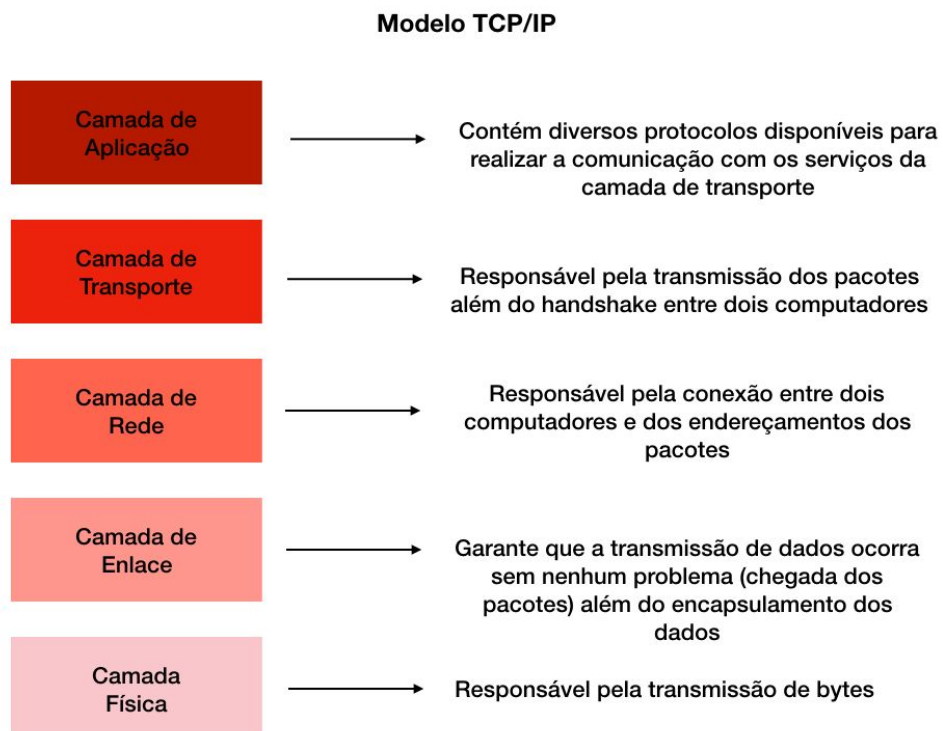 Modelo TCP/IP
Camada de
Aplicação
Contém diversos protocolos disponíveis para
realizar a comunicação com os serviços da
camada de transporte
Camada de
Transporte
Responsável pela transmissão dos pacotes
além do handshake entre dois computadores
Camada de
Rede
Responsável pela conexão entre dois
computadores e dos endereçamentos dos
pacotes
Camada de
Enlace
Garante que a transmissão de dados ocorra
sem nenhum problema (chegada dos
pacotes) além do encapsulamento dos
dados
Camada
Física
Responsável pela transmissão de bytes